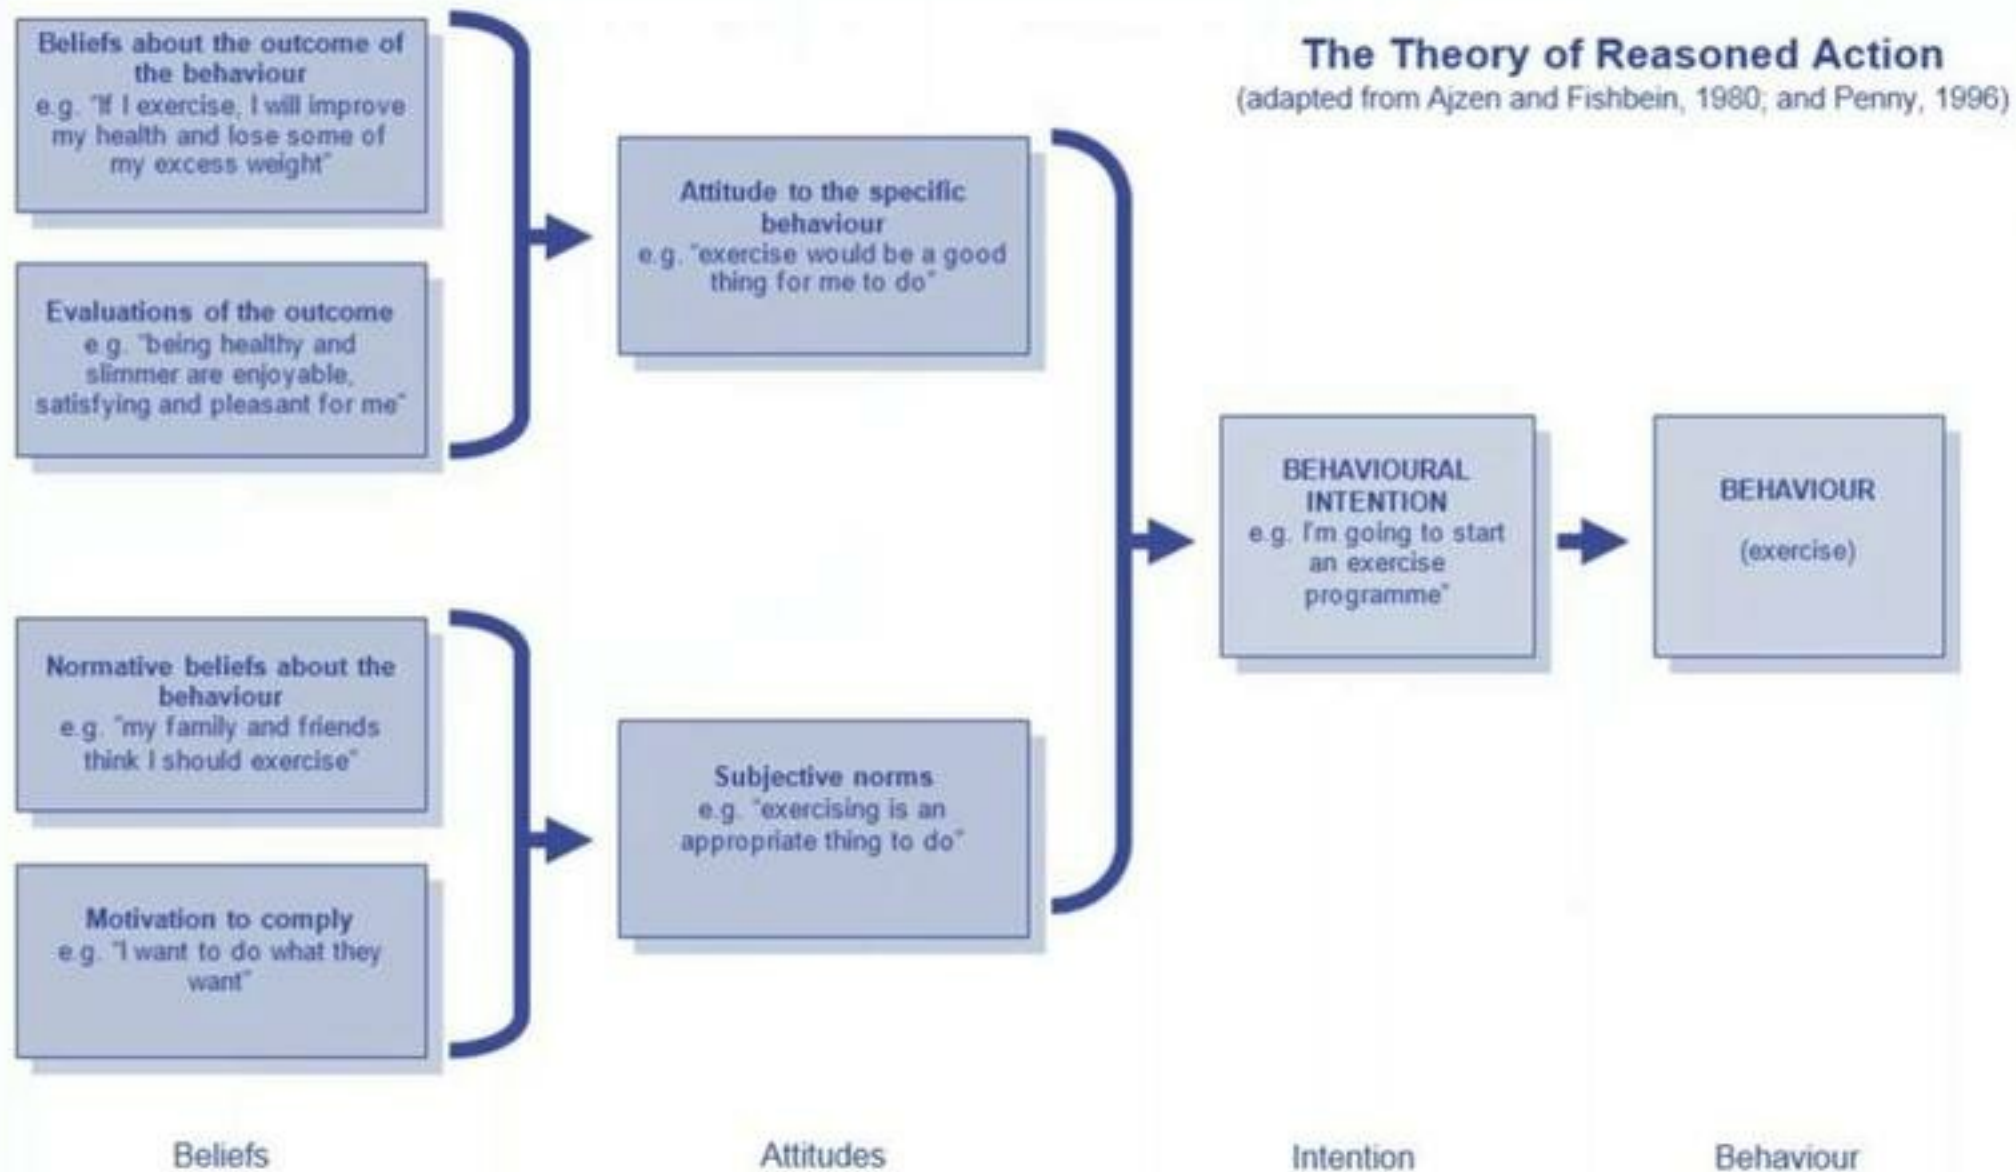 The Theory of Reasoned Action
(adapted from Ajzen and Fishbein, 1980; and Penny, 1996)
Beliefs about the outcome of
the behaviour
e.g. "If I exercise, I will improve
my health and lose some of
my excess weight"
Evaluations of the outcome
e.g. "being healthy and
slimmer are enjoyable,
satisfying and pleasant for me"
Attitude to the specific
behaviour
e.g. "exercise would be a good
thing for me to do"
Normative beliefs about the
behaviour
e.g. "my family and friends
think I should exercise"
Motivation to comply
e.g. "I want to do what they
want"
Subjective norms
e.g. "exercising is an
appropriate thing to do"
BEHAVIOURAL
INTENTION
e.g. I'm going to start
an exercise
programme"
BEHAVIOUR
(exercise)
Beliefs
Attitudes
Intention
Behaviour